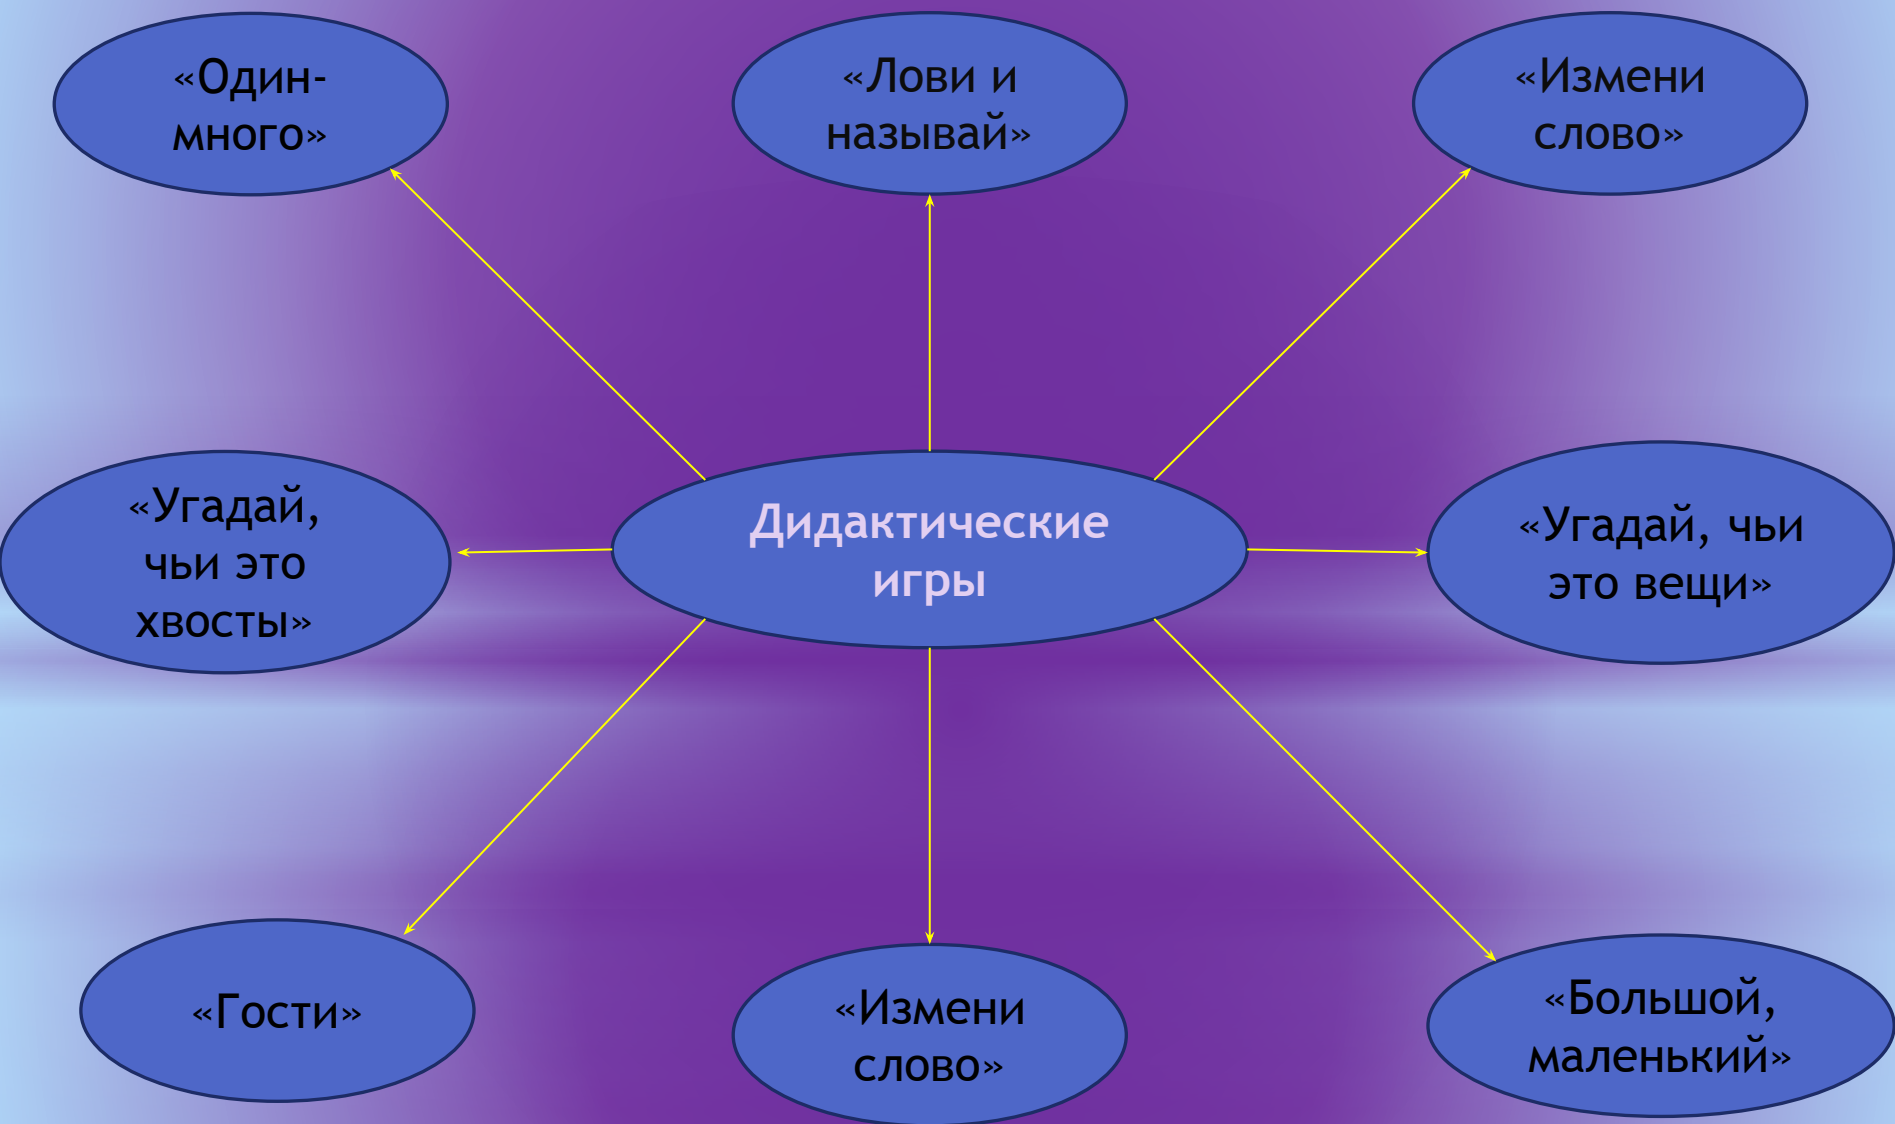 «Один-
много»
«Лови и
называй»
«Измени
слово»
«Угадай,
чьи это
хвосты»
Дидактические
игры
«Угадай, чьи
это вещи»
«Гости»
«Измени
слово»
«Большой,
маленький»